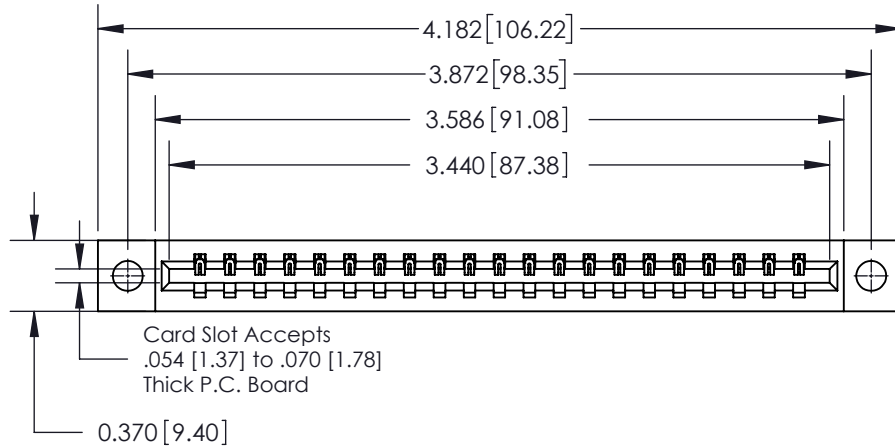 4.182[106.22]
3.872[98.35]
3.586[91.08]
3.440[87.38]
Card Slot Accepts
.054 [1.37] to .070 [1.78]
Thick P.C. Board
0.370[9.40]